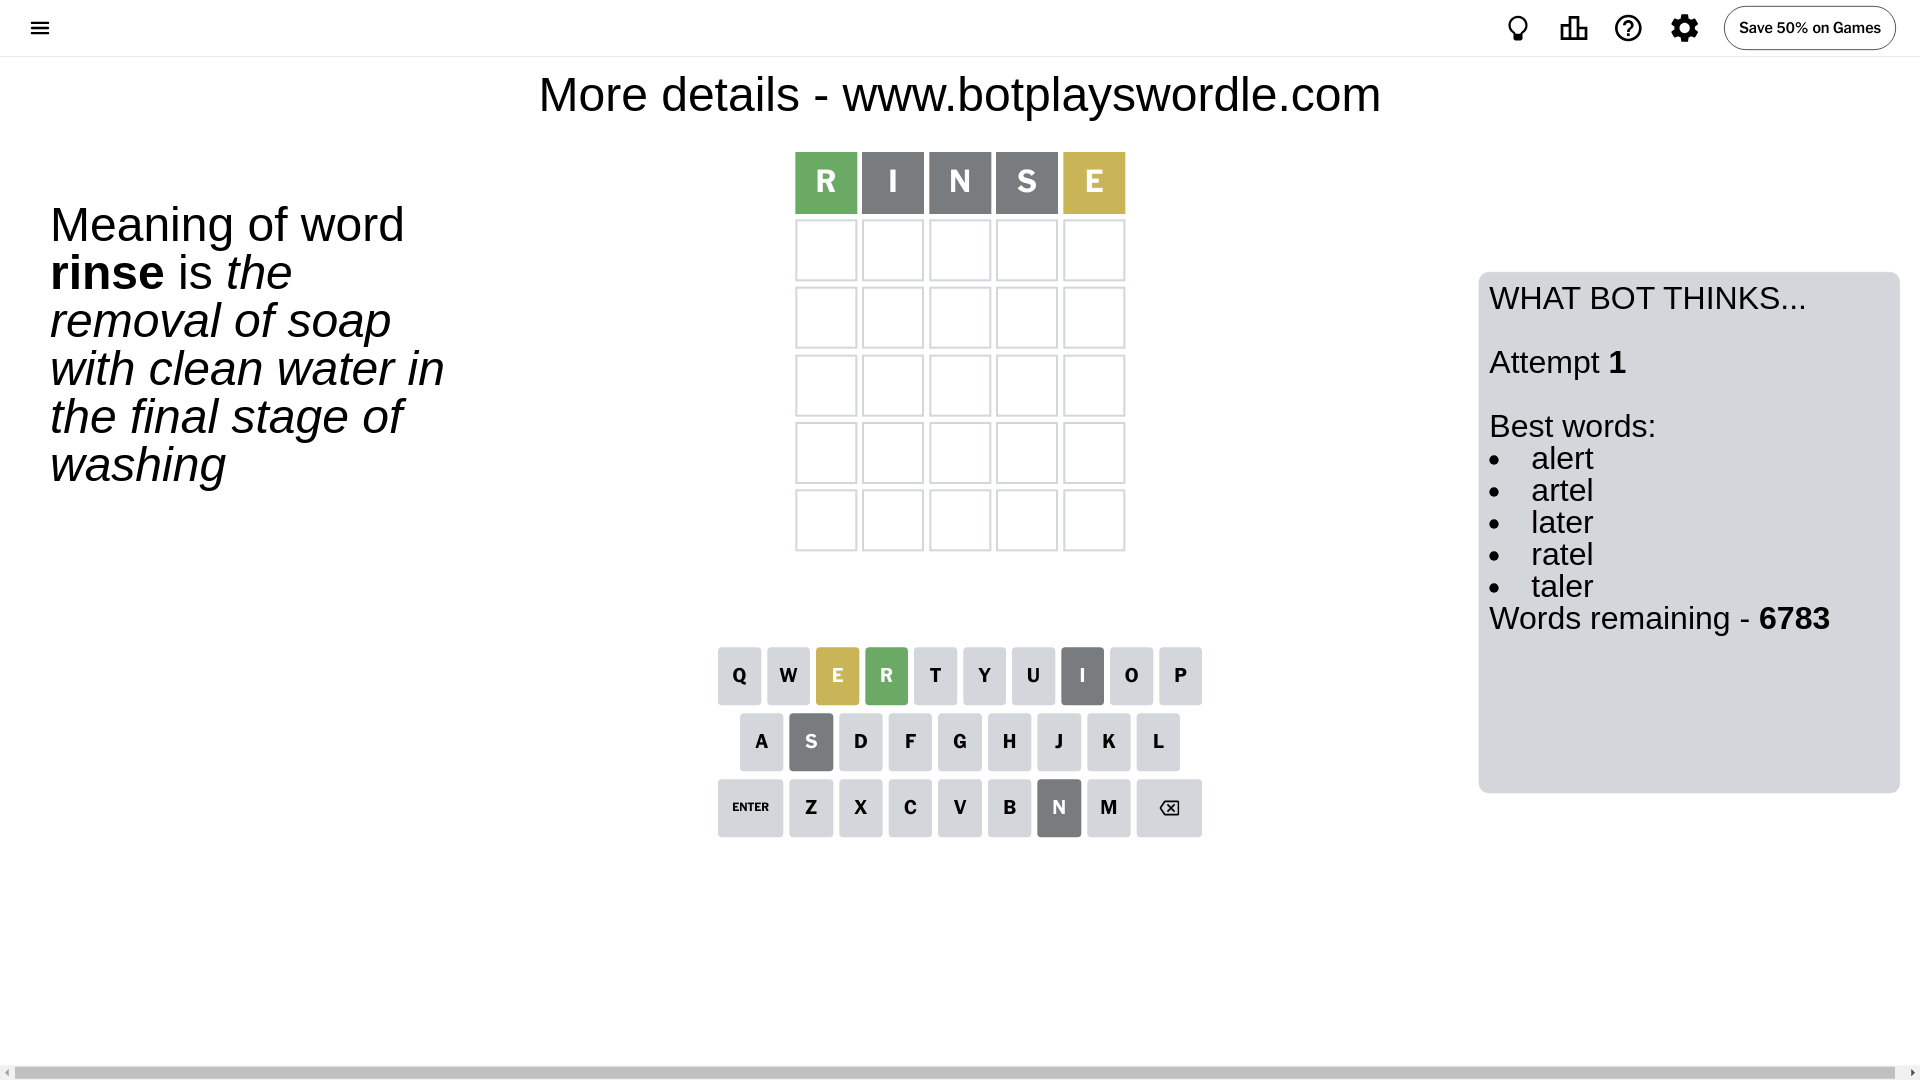 Save 50% on Games
More details - www.botplayswordle.com
R I N S E
Meaning of word
rinse is the
removal of soap
with clean water in
the final stage of
washing
WHAT BOT THINKS...
Attempt 1
Best words:
• alert
• artel
• later
• ratel
• taler
Words remaining - 6783
Q W E R T Y U I O P
A S D F G H J K L
ENTER Z X C V B N M